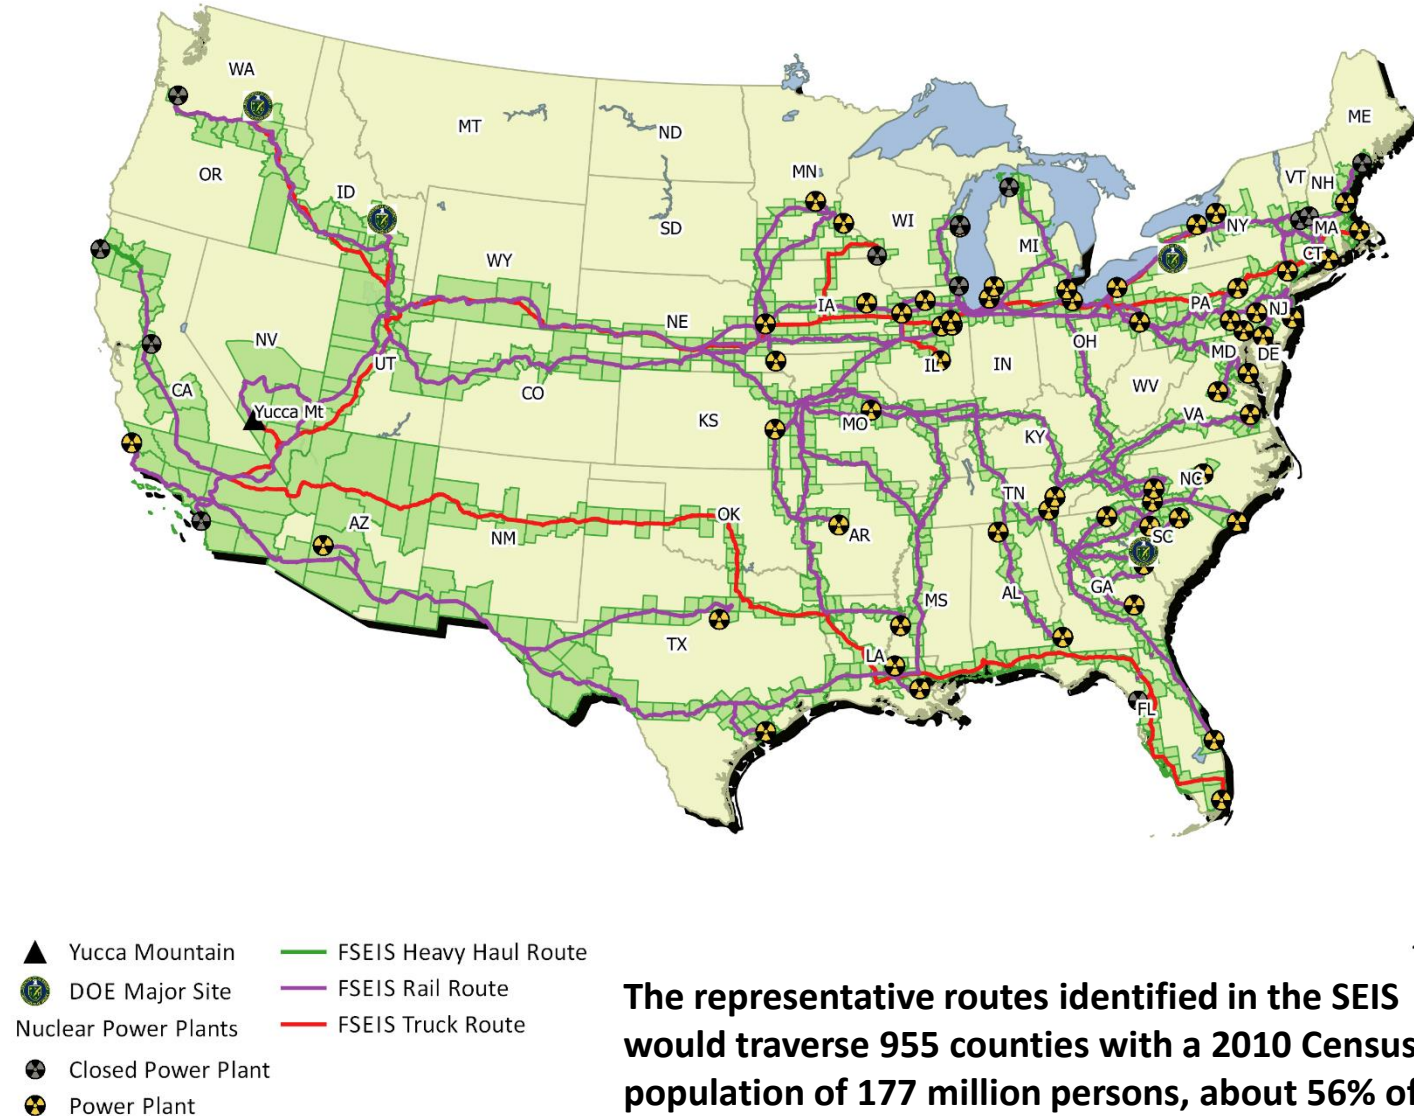 WA
MT
ND
MN
ME
OR
ID
SD
WI
VT
NH
MI
NY
MA
CT
WY
IA
PA
NJ
NE
NV
UT
OH
MD
DE
IL
IN
CO
CA
WV
Yucca Mt
KS
MO
VA
KY
NC
TN
OK
AZ
NM
AR
SC
MS
AL
GA
TX
LA
FL
Yucca Mountain
DOE Major Site
Nuclear Power Plants
Closed Power Plant
Power Plant
FSEIS Heavy Haul Route
FSEIS Rail Route
FSEIS Truck Route
The representative routes identified in the SEIS
would traverse 955 counties with a 2010 Census
population of 177 million persons, about 56% of